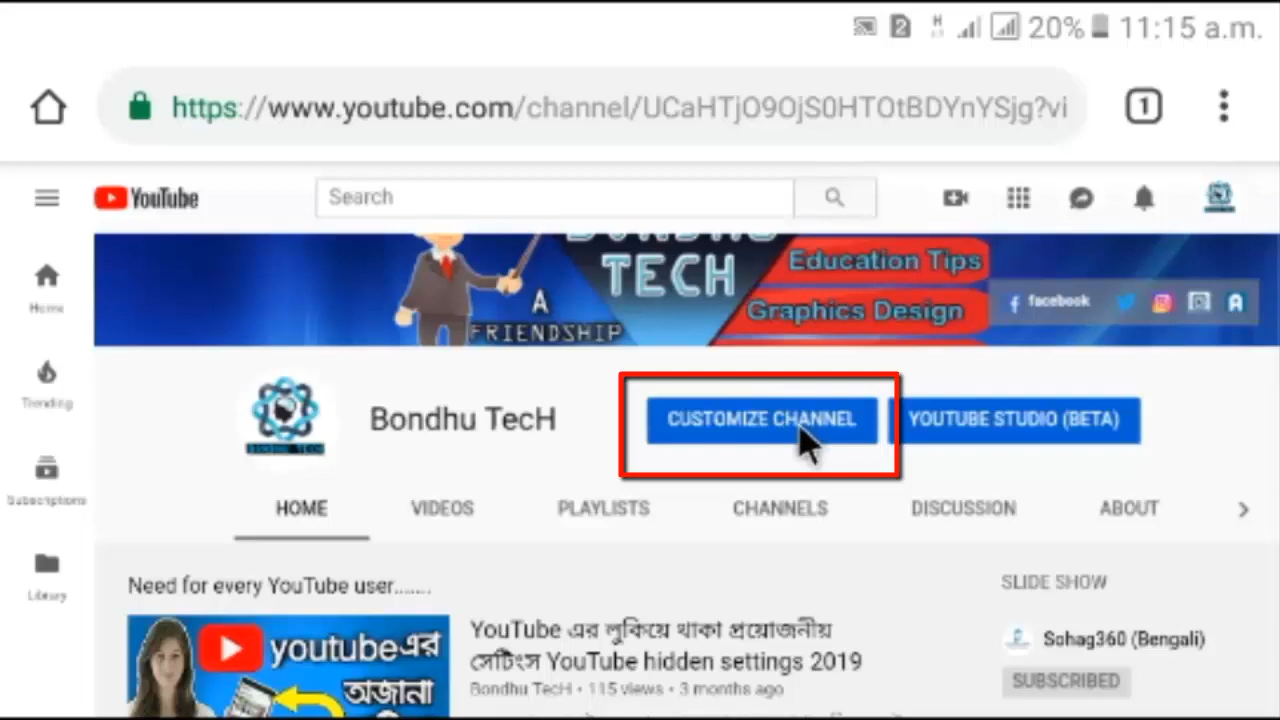 20% 11:15 a.m.
https://www.youtube.com/channel/UCaHTjO9OjS0HTOtBDYnYSjg?vi
1
YouTube
Search
BONDHU
TECH
Education Tips
A
Graphics Design
facebook
FRIENDSHIP
Home
Trending
Subscriptions
Library
Bondhu TecH
BONDHU TECH
CUSTOMIZE CHANNEL
YOUTUBE STUDIO (BETA)
HOME
VIDEOS
PLAYLISTS
CHANNELS
DISCUSSION
ABOUT
Need for every YouTube user.......
SLIDE SHOW
youtubeএর
অজানা
YouTube এর লুকিয়ে থাকা প্রয়োজনীয়
সেটিংস YouTube hidden settings 2019
Bondhu TecH • 115 views • 3 months ago
Sohag360 (Bengali)
SUBSCRIBED